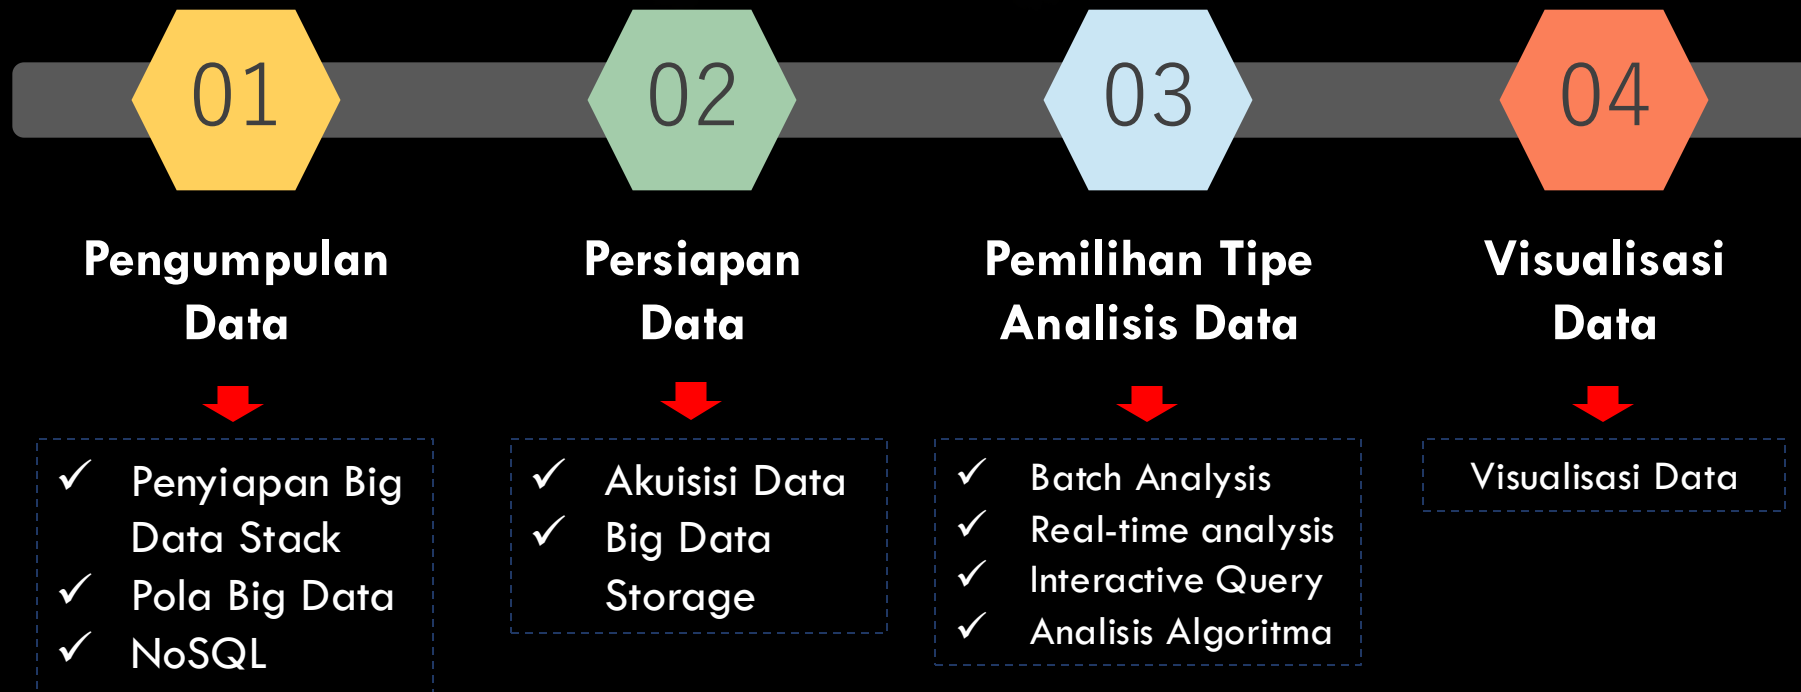 01
Pengumpulan
Data
Penyiapan Big
Data Stack
Pola Big Data
NoSQL
02
Persiapan
Data
Akuisisi Data
Big Data
Storage
03
Pemilihan Tipe
Analisis Data
Batch Analysis
Real-time analysis
Interactive Query
Analisis Algoritma
04
Visualisasi
Data
Visualisasi Data